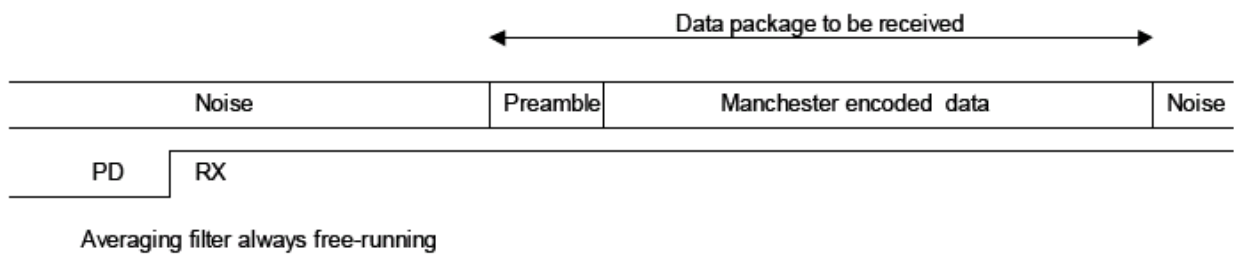 Data package to be received
Noise Preamble Manchester encoded data Noise
PD RX
Averaging filter always free-running